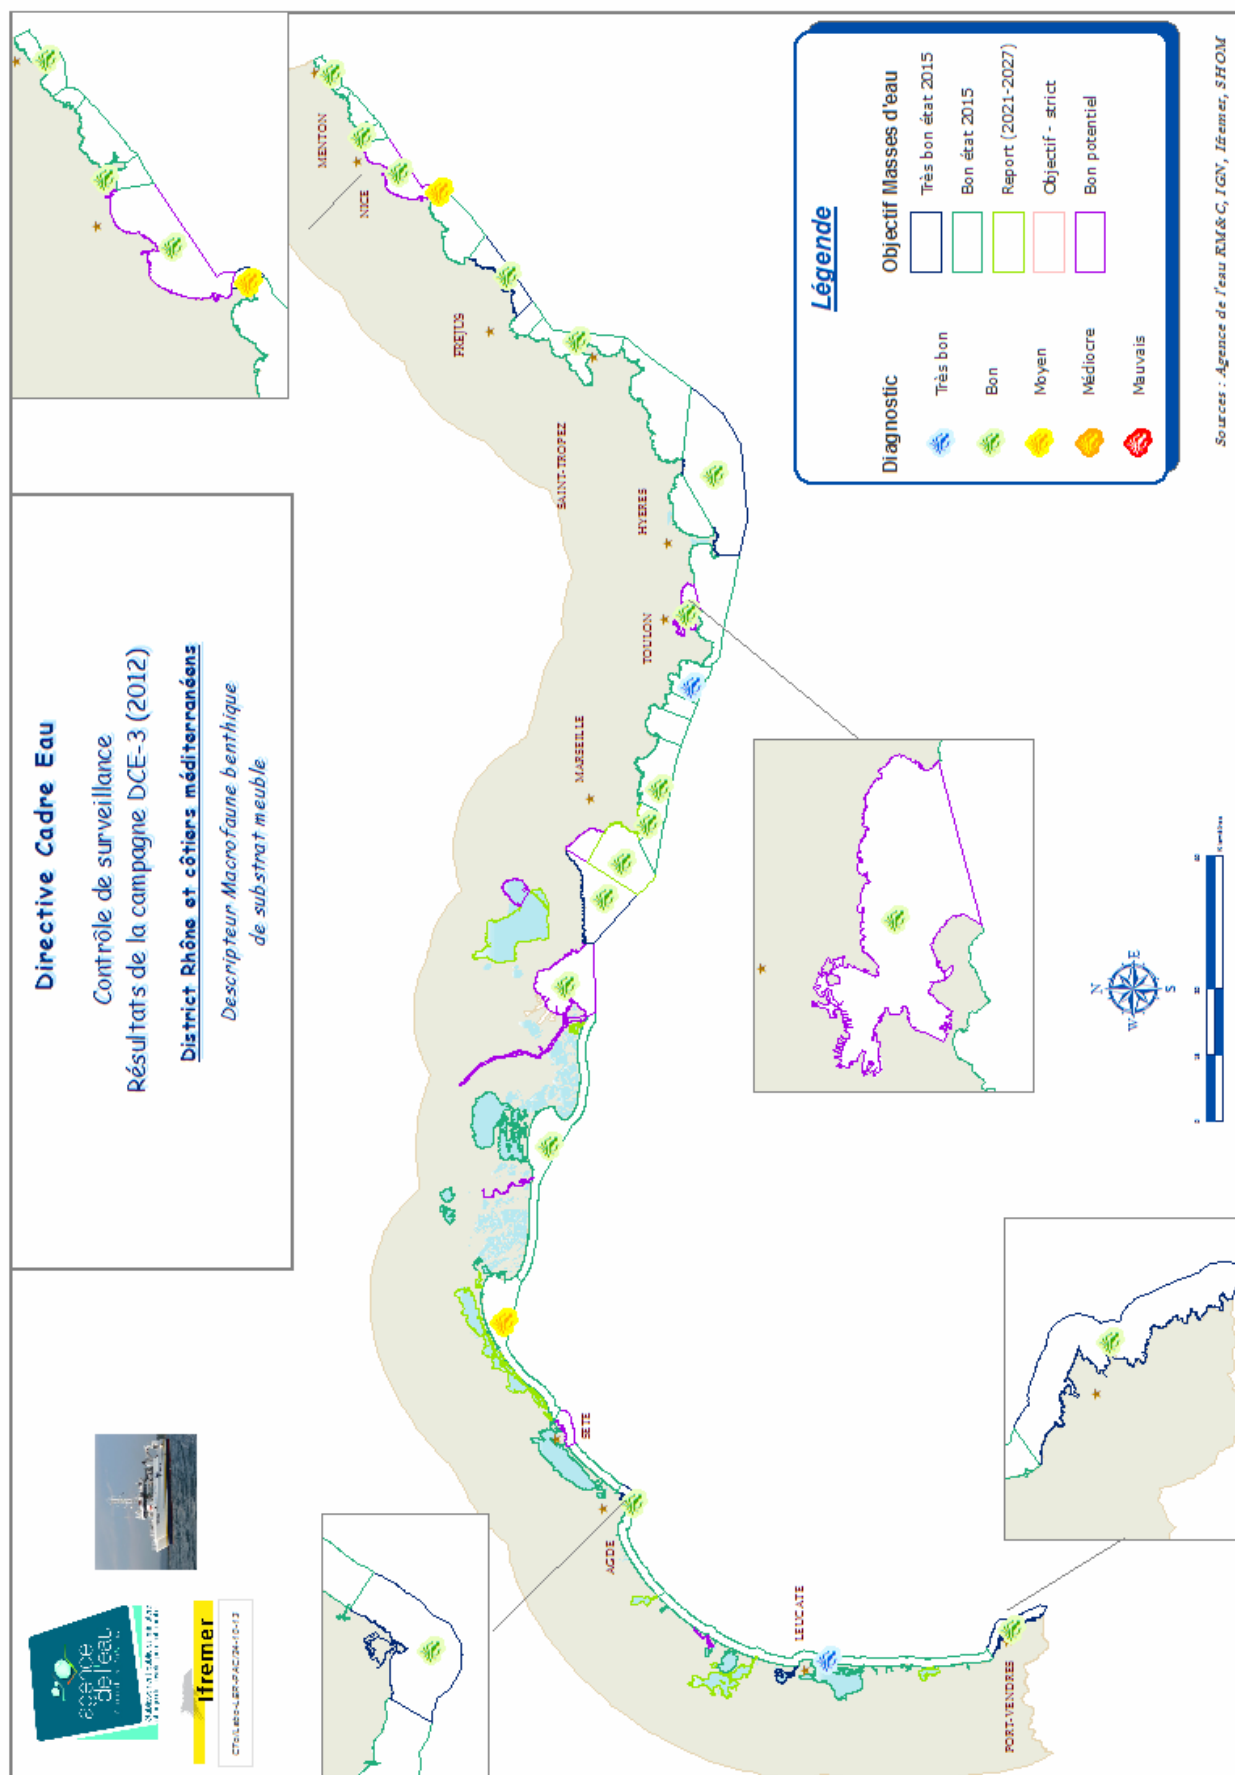 Directive Cadre Eau
Contrôle de surveillance
Résultats de la campagne DCE-3 (2012)
District Rhône et côtiers méditerranéens
Descripteur Macrofaune benthique
de substrat meuble
agence
de l'eau
Ifremer
MENTON
NICE
FREJUS
SAINT-TROPEZ
HYERES
TOULON
MARSEILLE
SETE
AGDE
LEUCATE
PORT-VENDRES
N
W
E
S
Légende
Diagnostic
Très bon
Bon
Moyen
Médiocre
Mauvais
Objectif Masses d'eau
Très bon état 2015
Bon état 2015
Report (2021-2027)
Objectif - strict
Bon potentiel
Sources : Agence de l'eau RM&C, IGN, Ifremer, SHOM